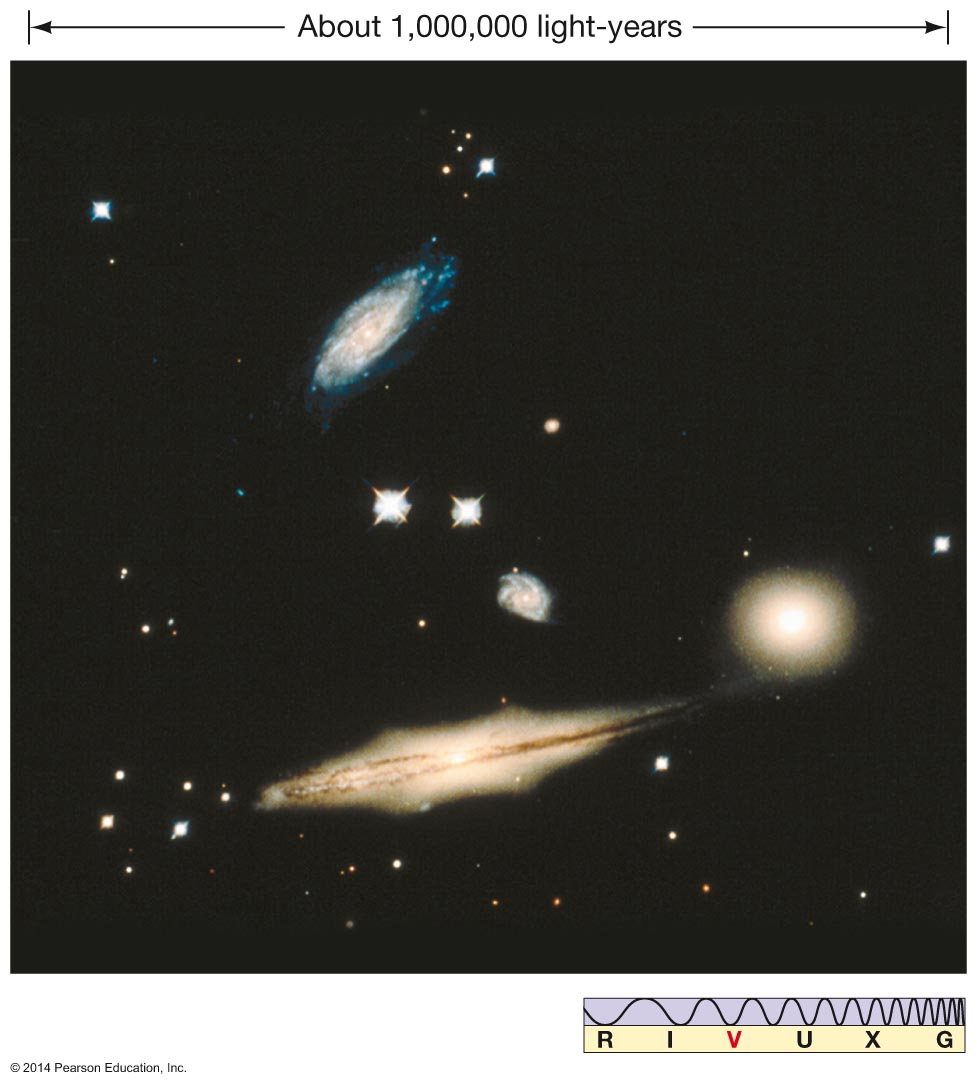 About 1,000,000 light-years
R I V U X G
© 2014 Pearson Education, Inc.